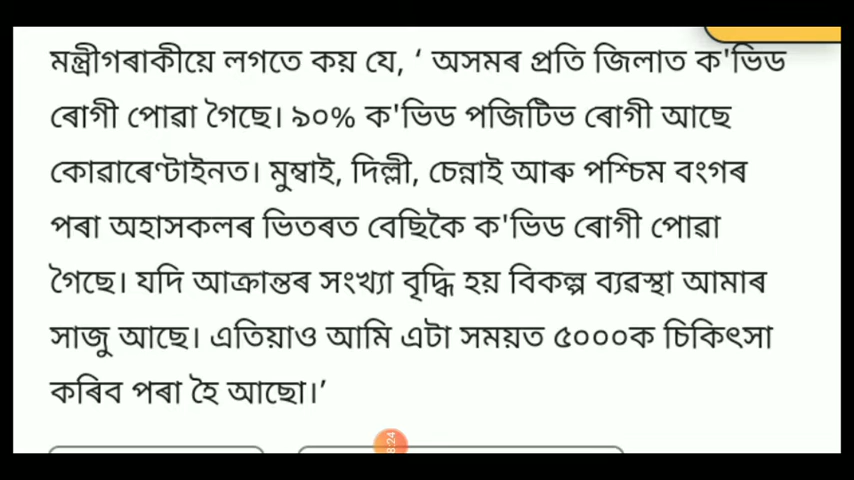 মন্ত্ৰীগৰাকীয়ে লগতে কয় যে, ‘ অসমৰ প্ৰতি জিলাত ক'ভিড
ৰোগী পোৱা গৈছে। ৯০% ক'ভিড পজিটিভ ৰোগী আছে
কোৱাৰেণ্টাইনত। মুম্বাই, দিল্লী, চেন্নাই আৰু পশ্চিম বংগৰ
পৰা অহাসকলৰ ভিতৰত বেছিকৈ ক'ভিড ৰোগী পোৱা
গৈছে। যদি আক্ৰান্তৰ সংখ্যা বৃদ্ধি হয় বিকল্প ব্যৱস্থা আমাৰ
সাজু আছে। এতিয়াও আমি এটা সময়ত ৫০০০ক চিকিৎসা
কৰিব পৰা হৈ আছো।’